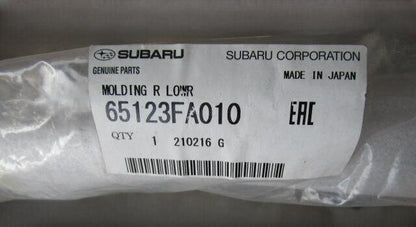 SUBARU SUBARU CORPORATION
GENUINE PARTS MADE IN JAPAN
MOLDING R LOWR
65123FA010 EAC
QTY 1 210216 G